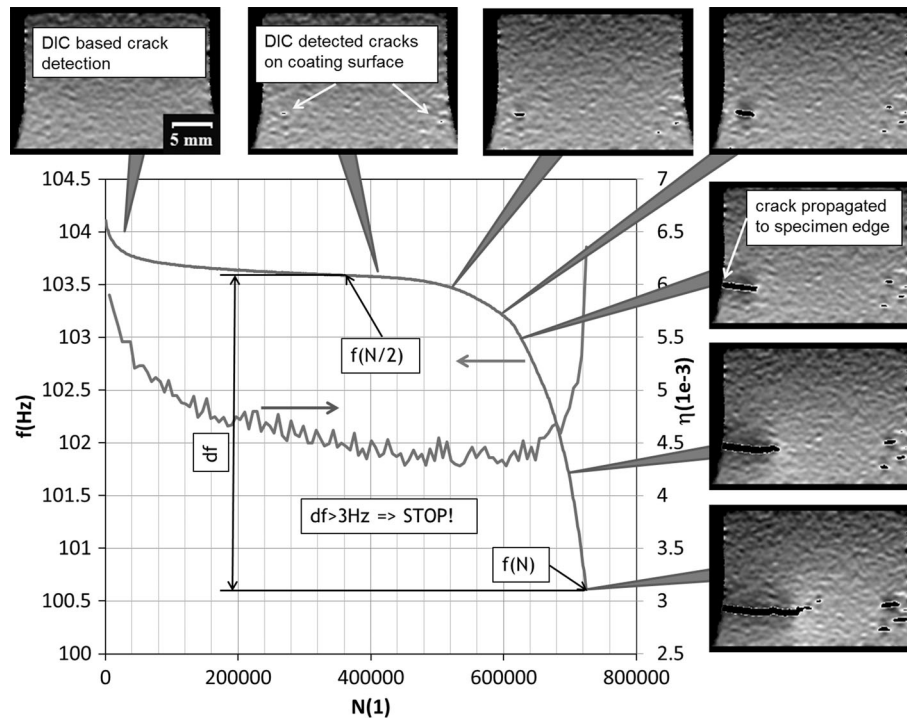 DIC based crack
detection
5 mm
DIC detected cracks
on coating surface
crack propagated
to specimen edge
104.5
104
103.5
103
102.5
102
101.5
101
100.5
100
f(Hz)
7
6.5
6
5.5
5
4.5
4
3.5
3
2.5
η(1e-3)
f(N/2)
df
df>3Hz => STOP!
f(N)
0
200000
400000
600000
800000
N(1)